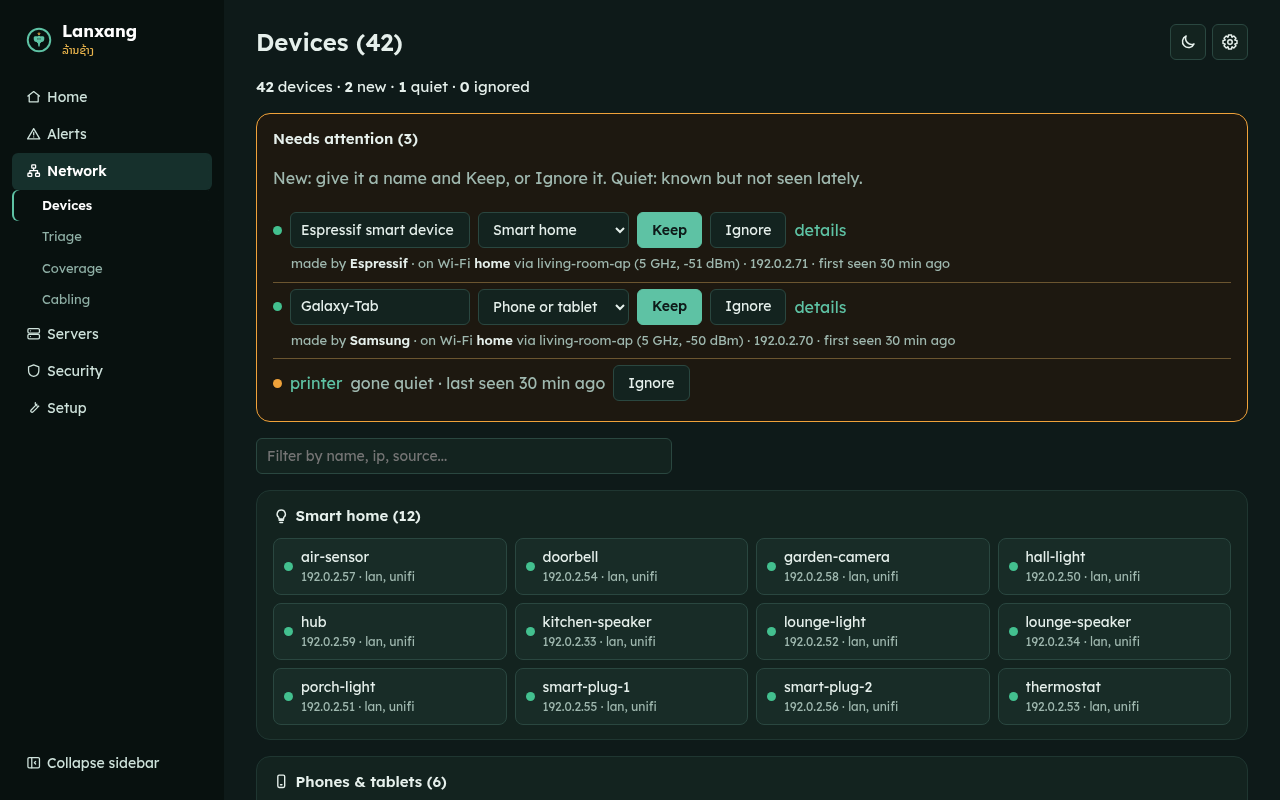 Lanxang
ລ້ານຊ້າງ
Home
Alerts
Network
Devices
Triage
Coverage
Cabling
Servers
Security
Setup
Collapse sidebar
Devices (42)
42 devices · 2 new · 1 quiet · 0 ignored
Needs attention (3)
New: give it a name and Keep, or Ignore it. Quiet: known but not seen lately.
Espressif smart device Smart home Keep Ignore details
made by Espressif · on Wi-Fi home via living-room-ap (5 GHz, -51 dBm) · 192.0.2.71 · first seen 30 min ago
Galaxy-Tab Phone or tablet Keep Ignore details
made by Samsung · on Wi-Fi home via living-room-ap (5 GHz, -50 dBm) · 192.0.2.70 · first seen 30 min ago
printer gone quiet · last seen 30 min ago Ignore
Filter by name, ip, source...
Smart home (12)
air-sensor
192.0.2.57 · lan, unifi
doorbell
192.0.2.54 · lan, unifi
garden-camera
192.0.2.58 · lan, unifi
hall-light
192.0.2.50 · lan, unifi
hub
192.0.2.59 · lan, unifi
kitchen-speaker
192.0.2.33 · lan, unifi
lounge-light
192.0.2.52 · lan, unifi
lounge-speaker
192.0.2.34 · lan, unifi
porch-light
192.0.2.51 · lan, unifi
smart-plug-1
192.0.2.55 · lan, unifi
smart-plug-2
192.0.2.56 · lan, unifi
thermostat
192.0.2.53 · lan, unifi
Phones & tablets (6)